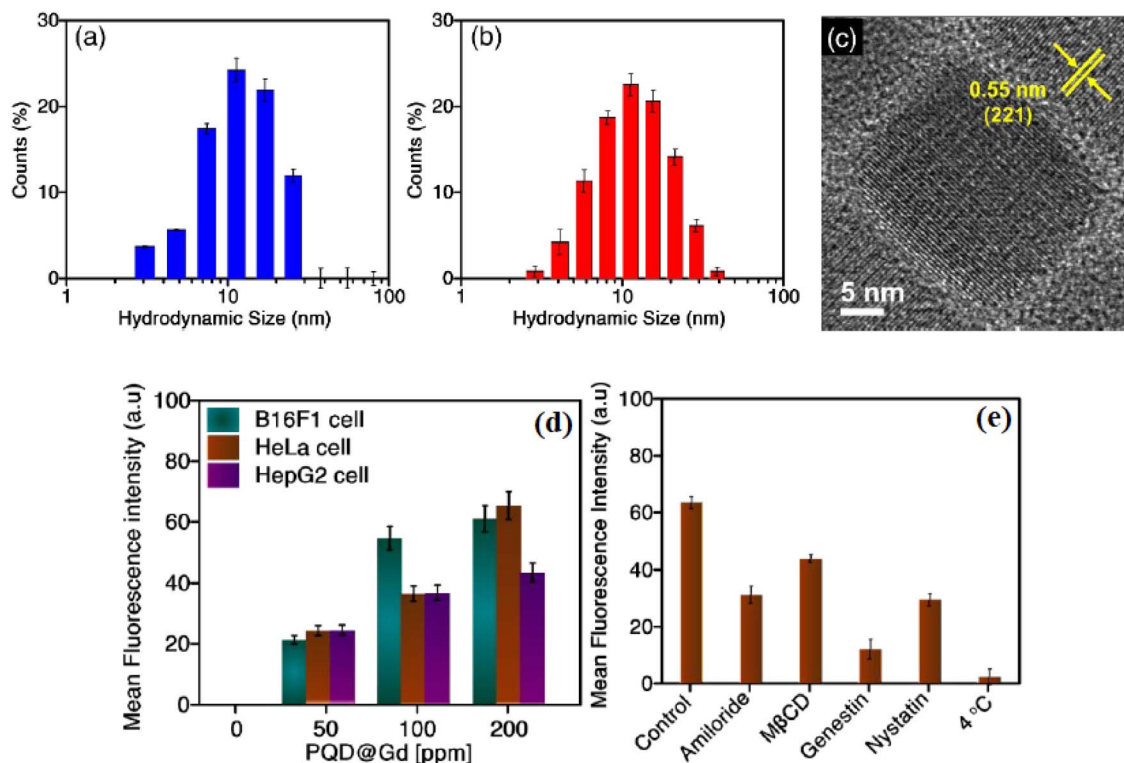 (a)
30
20
10
0
Counts (%)
1
10
100
Hydrodynamic Size (nm)
(b)
30
20
10
0
Counts (%)
1
10
100
Hydrodynamic Size (nm)
(c)
0.55 nm
(221)
5 nm
(d)
Mean Fluorescence intensity (a.u)
100
80
60
40
20
0
B16F1 cell
HeLa cell
HepG2 cell
0
50
100
200
PQD@Gd [ppm]
(e)
Mean Fluorescence Intensity (a.u)
100
80
60
40
20
0
Control
Amiloride
MβCD
Genestin
Nystatin
4 °C